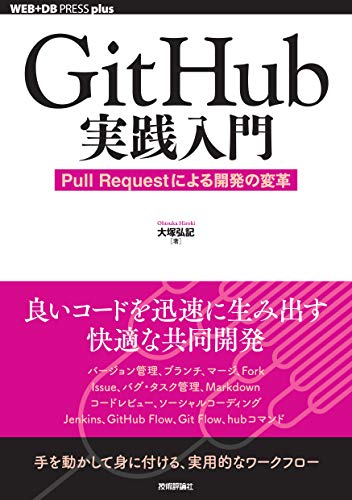 WEB+DB PRESS plus
GitHub
実践入門
Pull Requestによる開発の変革
Ohtsuka Hiroki
大塚弘記
[著]
良いコードを迅速に生み出す
快適な共同開発
バージョン管理、ブランチ、マージ、Fork
Issue、バグ・タスク管理、Markdown
コードレビュー、ソーシャルコーディング
Jenkins、GitHub Flow、Git Flow、hubコマンド
手を動かして身に付ける、実用的なワークフロー
技術評論社